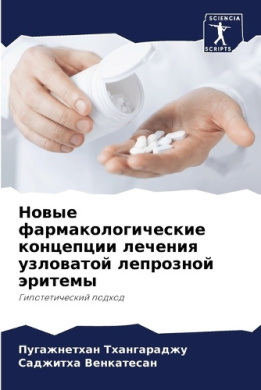 SCIENCIA
SCRIPTS
Новые
фармакологические
концепции лечения
узловатой лепрозной
эритемы
Гипотетический подход
Пугажнетхан Тхангараджу
Саджитха Венкатесан